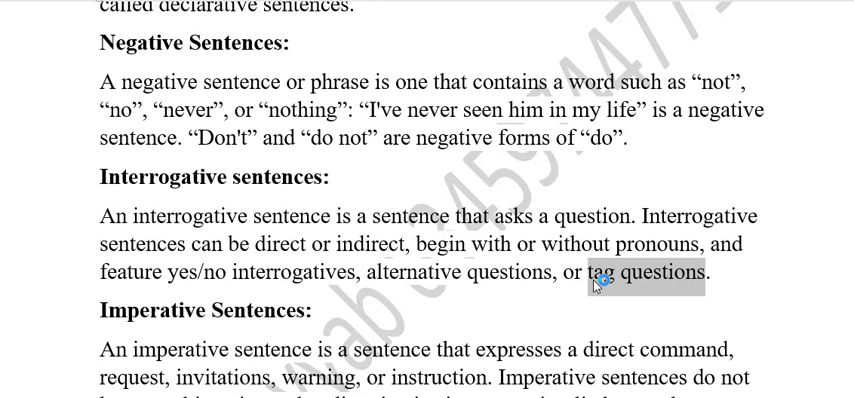 called declarative sentences.
Negative Sentences:
A negative sentence or phrase is one that contains a word such as “not”,
“no”, “never”, or “nothing”: “I've never seen him in my life” is a negative
sentence. “Don't” and “do not” are negative forms of “do”.
Interrogative sentences:
An interrogative sentence is a sentence that asks a question. Interrogative
sentences can be direct or indirect, begin with or without pronouns, and
feature yes/no interrogatives, alternative questions, or tag questions.
Imperative Sentences:
An imperative sentence is a sentence that expresses a direct command,
request, invitations, warning, or instruction. Imperative sentences do not